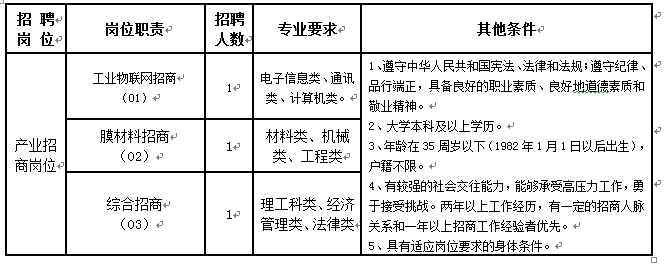 招 聘
岗 位
岗位职责
招聘
人数
专业要求
其他条件
产业招
商岗位
工业物联网招商
（01）
1
电子信息类、通讯
类、计算机类。
膜材料招商
（02）
1
材料类、机械
类、工程类
综合招商
（03）
1
理工科类、经济
管理类、法律类
1、遵守中华人民共和国宪法、法律和法规；遵守纪律、
品行端正，具备良好的职业素质、良好地道德素质和
敬业精神。
2、大学本科及以上学历。
3、年龄在 35 周岁以下（1982 年 1 月 1 日以后出生），
户籍不限。
4、有较强的社会交往能力，能够承受高压力工作，勇
于接受挑战。两年以上工作经历，有一定的招商人脉
关系和一年以上招商工作经验者优先。
5、具有适应岗位要求的身体条件。